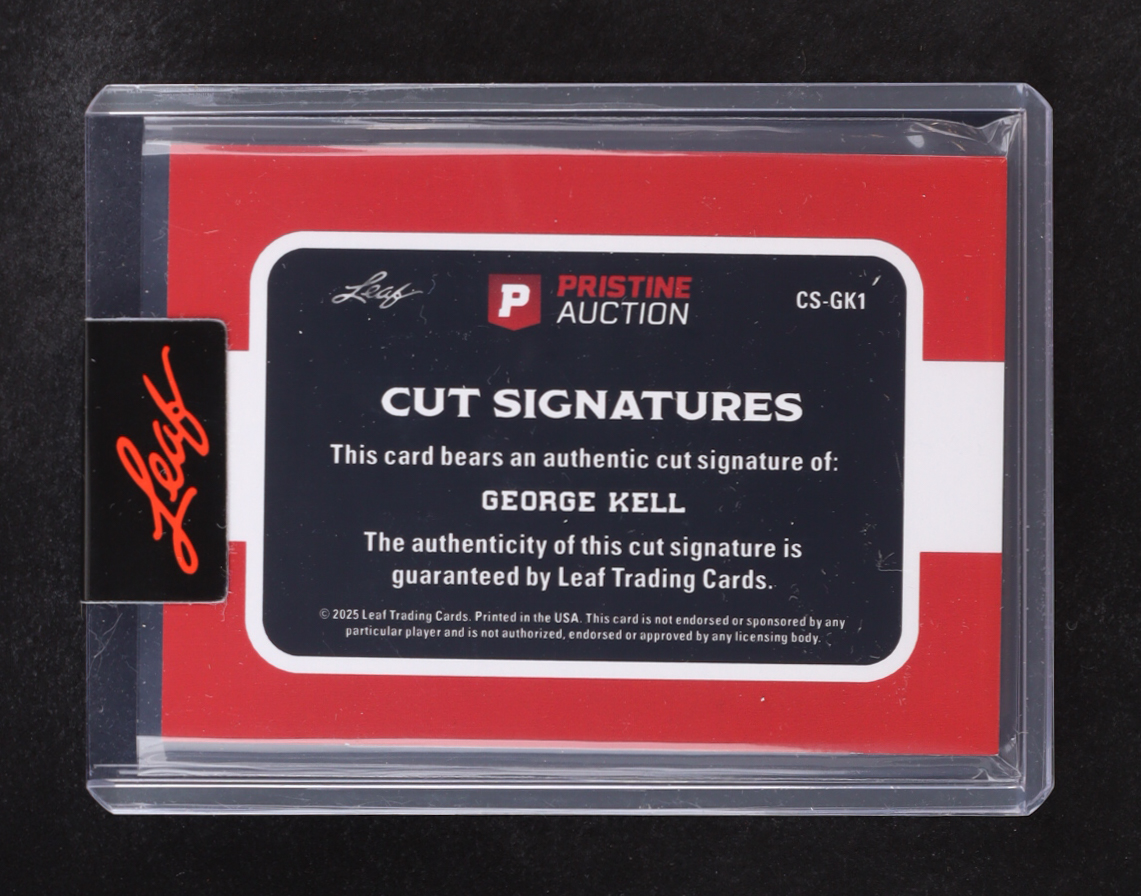 Leaf
P
PRISTINE
AUCTION
CS-GK1
CUT SIGNATURES
This card bears an authentic cut signature of:
GEORGE KELL
The authenticity of this cut signature is
guaranteed by Leaf Trading Cards.
© 2025 Leaf Trading Cards. Printed in the USA. This card is not endorsed or sponsored by any
particular player and is not authorized, endorsed or approved by any licensing body.
Leaf